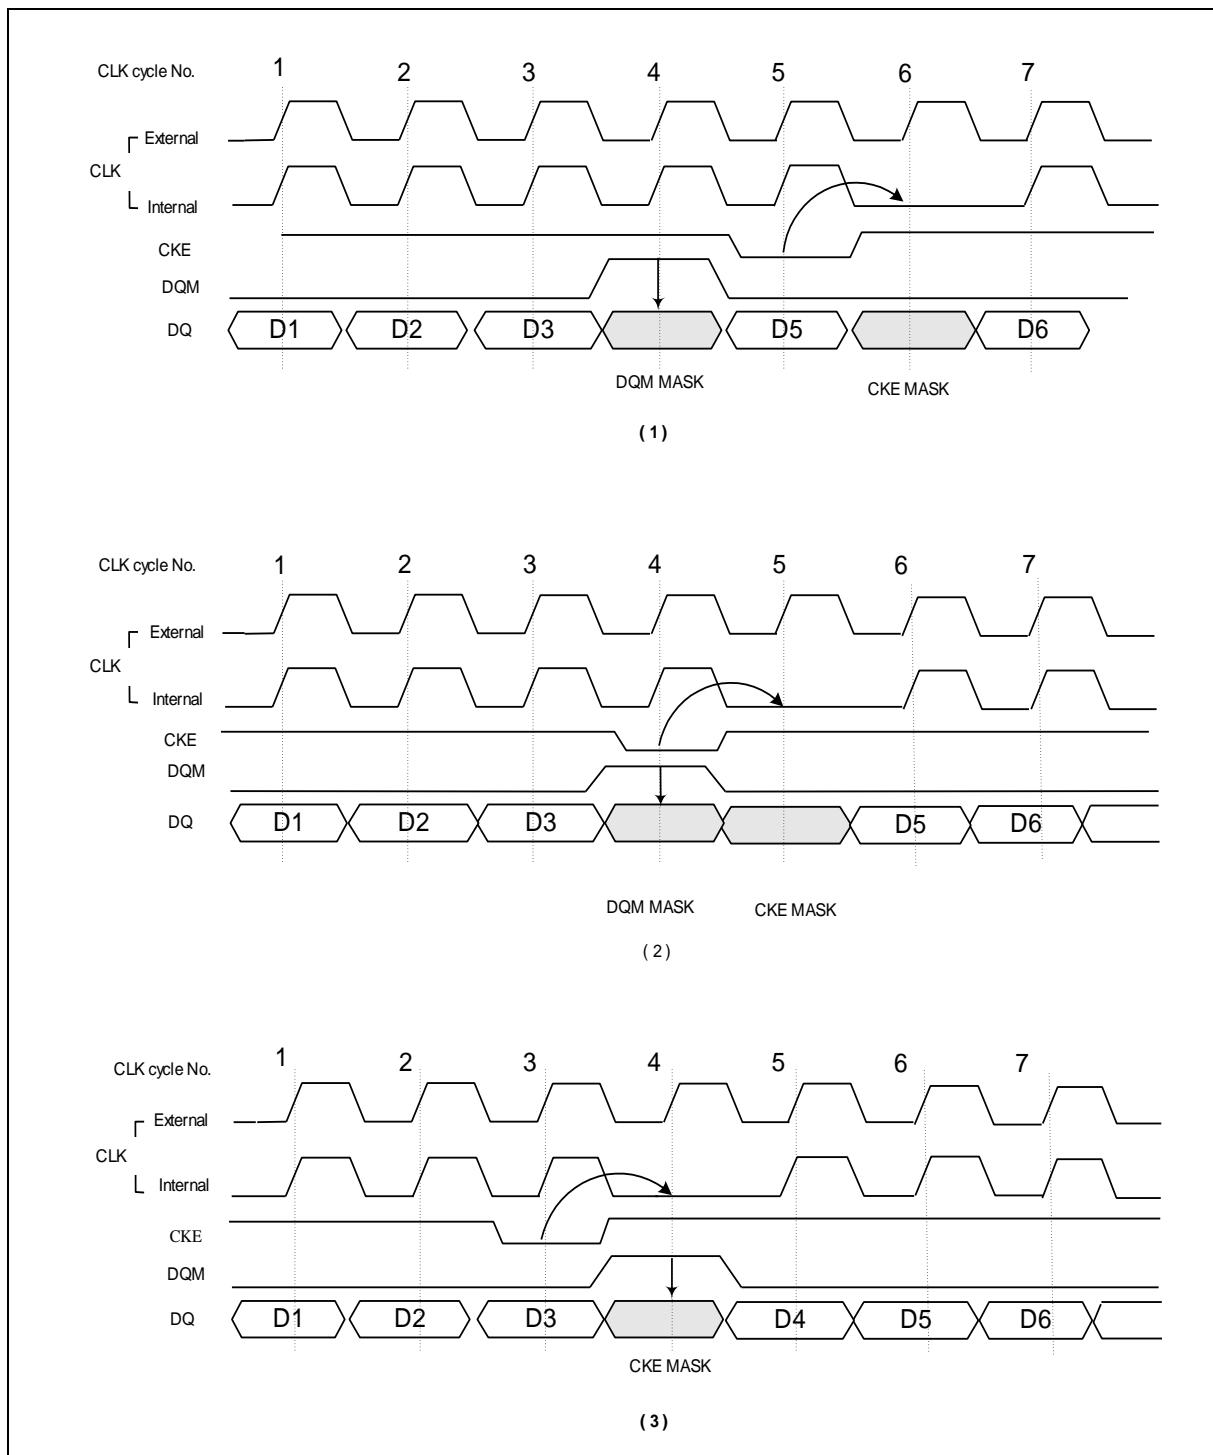 CLK cycle No. 1 2 3 4 5 6 7
External
CLK
Internal
CKE
DQM
DQ D1 D2 D3 D5 D6
DQM MASK CKE MASK
( 1 )
CLK cycle No. 1 2 3 4 5 6 7
External
CLK
Internal
CKE
DQM
DQ D1 D2 D3 D5 D6
DQM MASK CKE MASK
( 2 )
CLK cycle No. 1 2 3 4 5 6 7
External
CLK
Internal
CKE
DQM
DQ D1 D2 D3 D4 D5 D6
CKE MASK
( 3 )